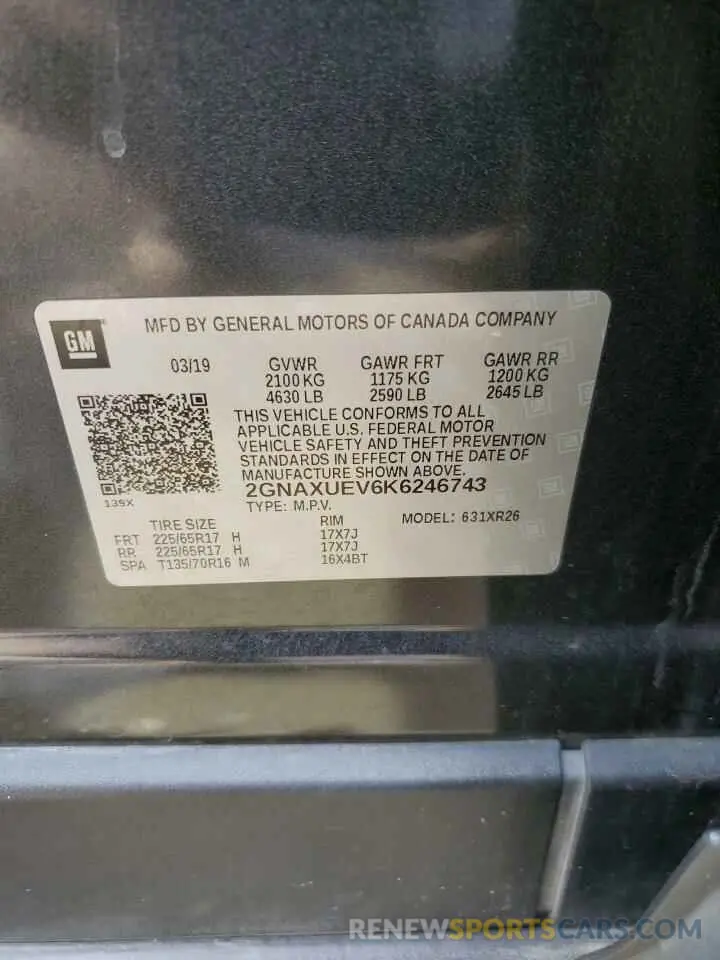 GM
MFD BY GENERAL MOTORS OF CANADA COMPANY
03/19 GVWR GAWR FRT GAWR RR
2100 KG 1175 KG 1200 KG
4630 LB 2590 LB 2645 LB
THIS VEHICLE CONFORMS TO ALL
APPLICABLE U.S. FEDERAL MOTOR
VEHICLE SAFETY AND THEFT PREVENTION
STANDARDS IN EFFECT ON THE DATE OF
MANUFACTURE SHOWN ABOVE.
139X 2GNAXUEV6K6246743
TYPE: M.P.V. MODEL: 631XR26
TIRE SIZE RIM
FRT 225/65R17 H 17X7J
RR 225/65R17 H 17X7J
SPA T135/70R16 M 16X4BT
RENEWSPORTSCARS.COM